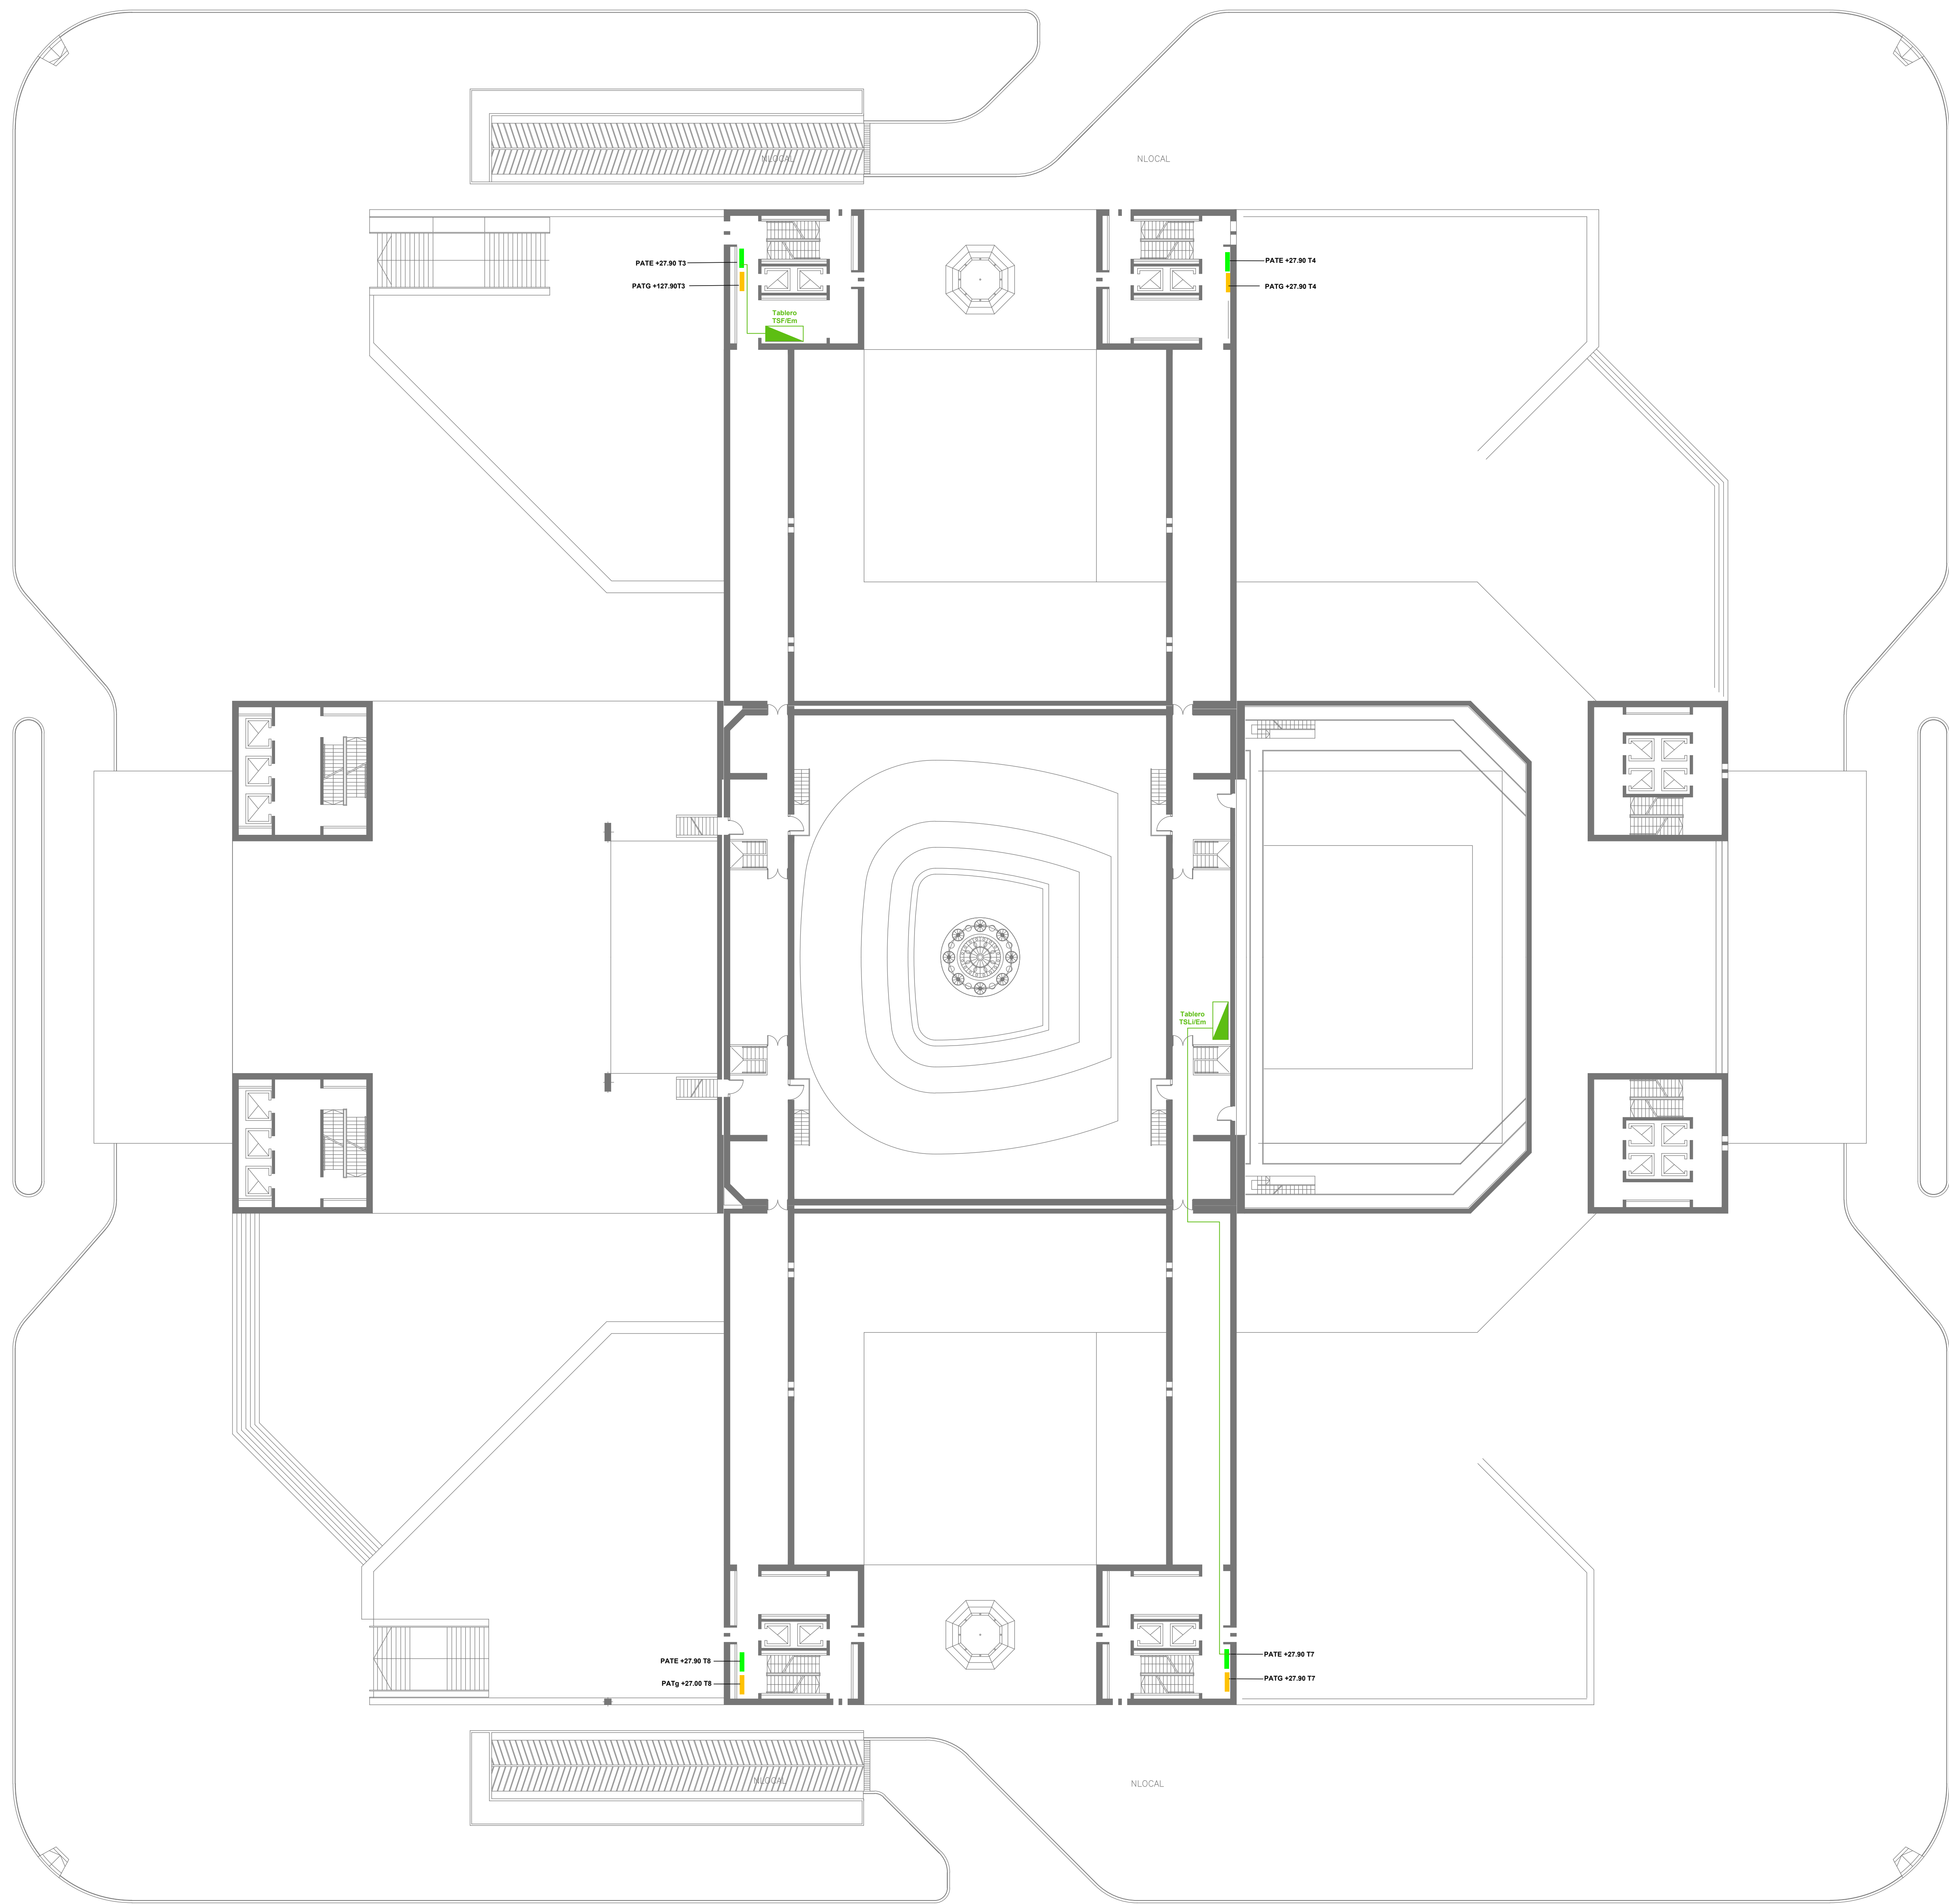 NLOCAL
NLOCAL
PATE +27.90 T3
PATG +127.90T3
PATE +27.90 T4
PATG +27.90 T4
Tablero
TSF/Em
Tablero
TSLi/Em
PATE +27.90 T8
PATg +27.00 T8
PATE +27.90 T7
PATG +27.90 T7
NLOCAL
NLOCAL